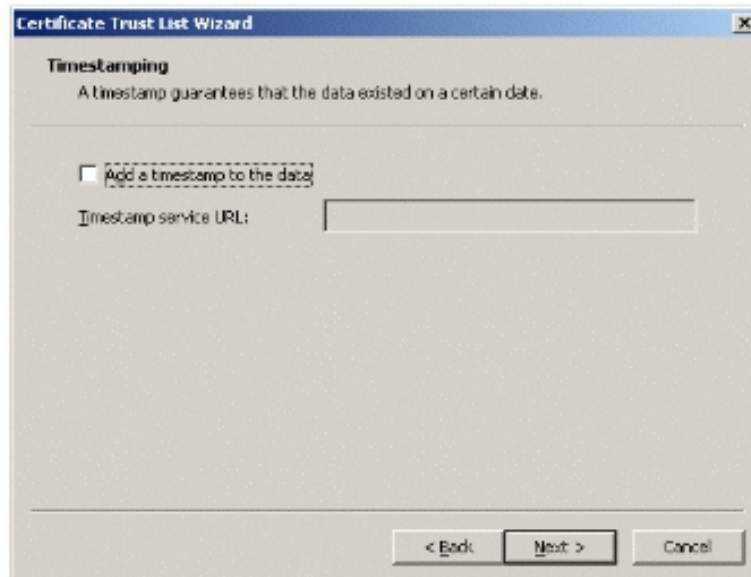 Certificate Trust List Wizard
Timestamping
A timestamp guarantees that the data existed on a certain date.
Add a timestamp to the data
Timestamp service URL:
< Back Next > Cancel